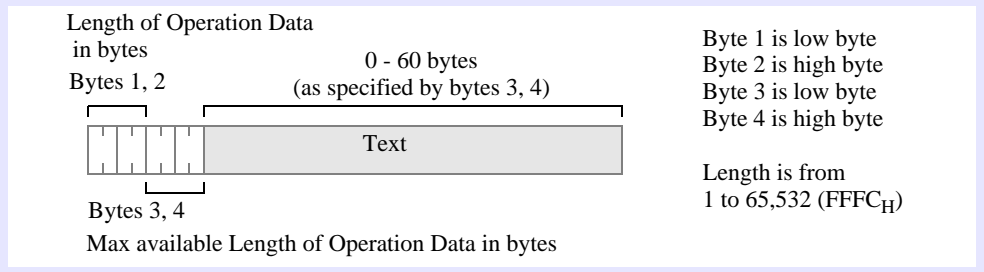 Length of Operation Data
in bytes
Bytes 1, 2
0 - 60 bytes
(as specified by bytes 3, 4)
Text
Bytes 3, 4
Max available Length of Operation Data in bytes
Byte 1 is low byte
Byte 2 is high byte
Byte 3 is low byte
Byte 4 is high byte
Length is from
1 to 65,532 (FFFCH)